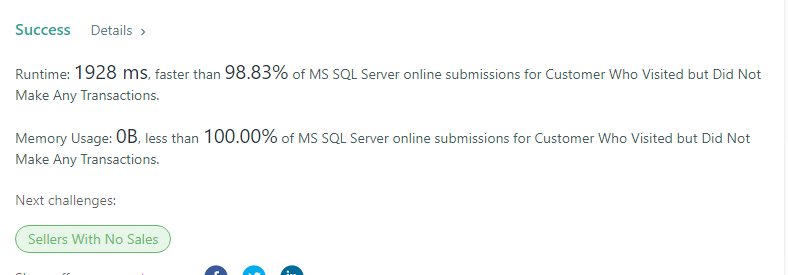 Success Details >
Runtime: 1928 ms, faster than 98.83% of MS SQL Server online submissions for Customer Who Visited but Did Not
Make Any Transactions.
Memory Usage: 0B, less than 100.00% of MS SQL Server online submissions for Customer Who Visited but Did Not
Make Any Transactions.
Next challenges:
Sellers With No Sales